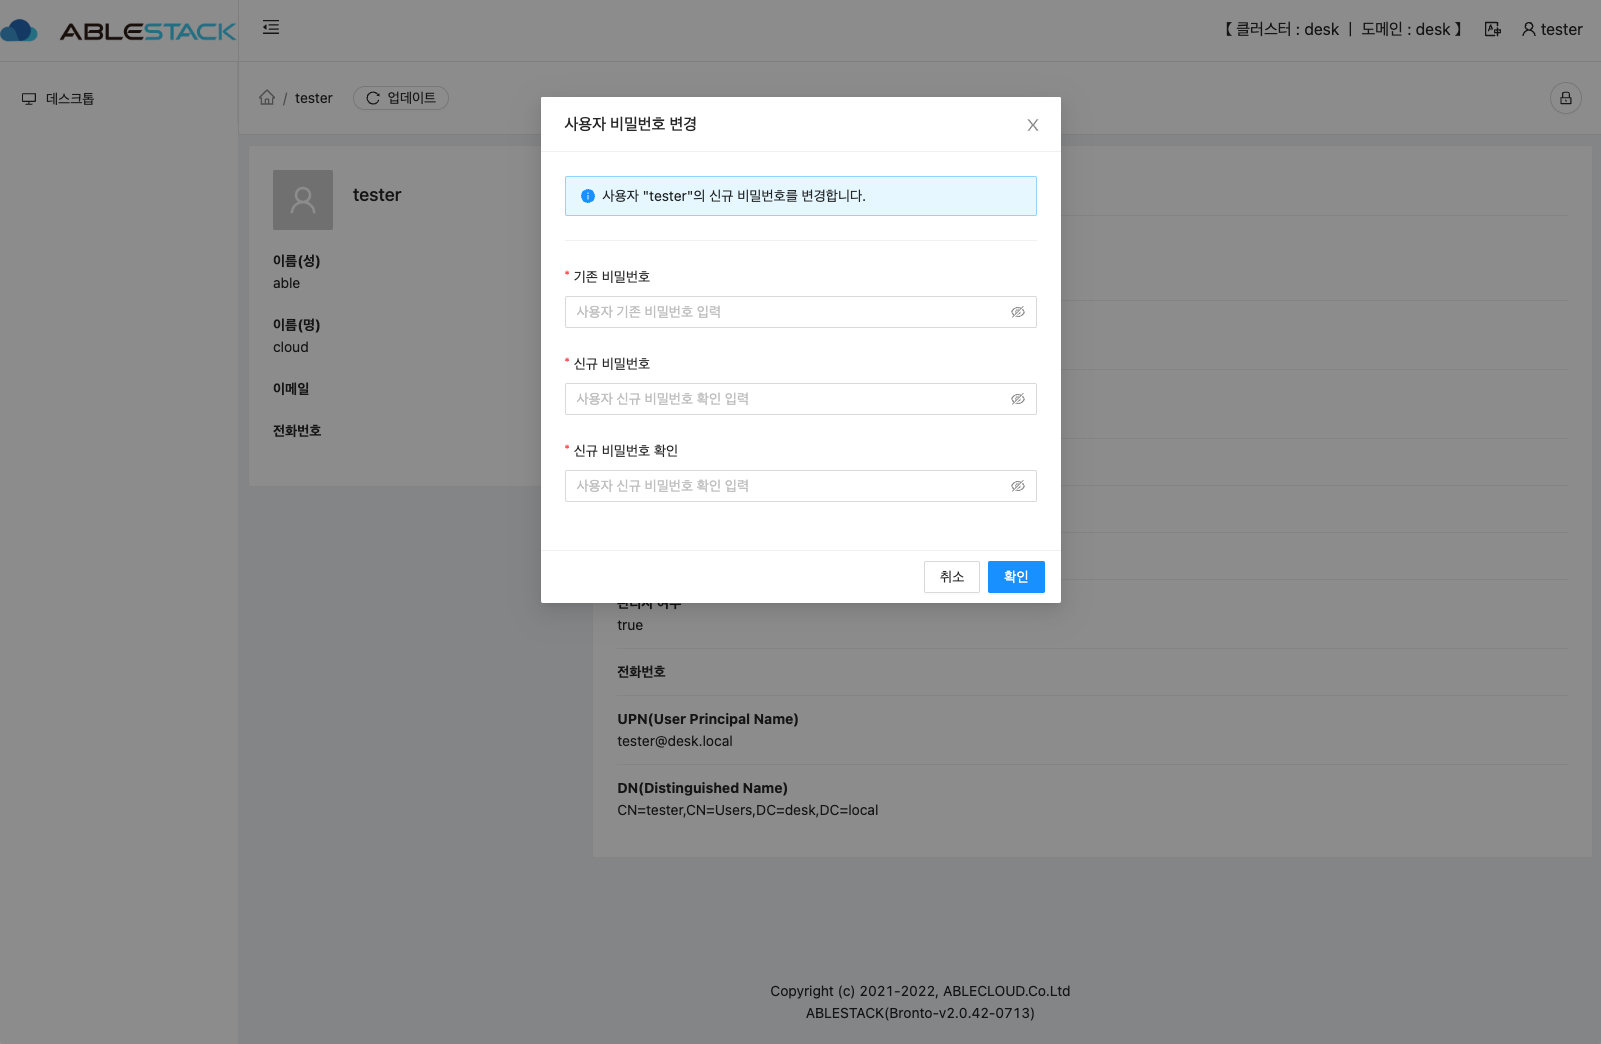 ABLESTACK
【 클러스터 : desk ㅣ 도메인 : desk 】
tester
데스크톱
/ tester
업데이트
tester
이름(성)
able
이름(명)
cloud
이메일
전화번호
사용자 비밀번호 변경
사용자 "tester"의 신규 비밀번호를 변경합니다.
* 기존 비밀번호
사용자 기존 비밀번호 입력
* 신규 비밀번호
사용자 신규 비밀번호 확인 입력
* 신규 비밀번호 확인
사용자 신규 비밀번호 확인 입력
취소
확인
관리자 여부
true
전화번호
UPN(User Principal Name)
tester@desk.local
DN(Distinguished Name)
CN=tester,CN=Users,DC=desk,DC=local
Copyright (c) 2021-2022, ABLECLOUD.Co.Ltd
ABLESTACK(Bronto-v2.0.42-0713)